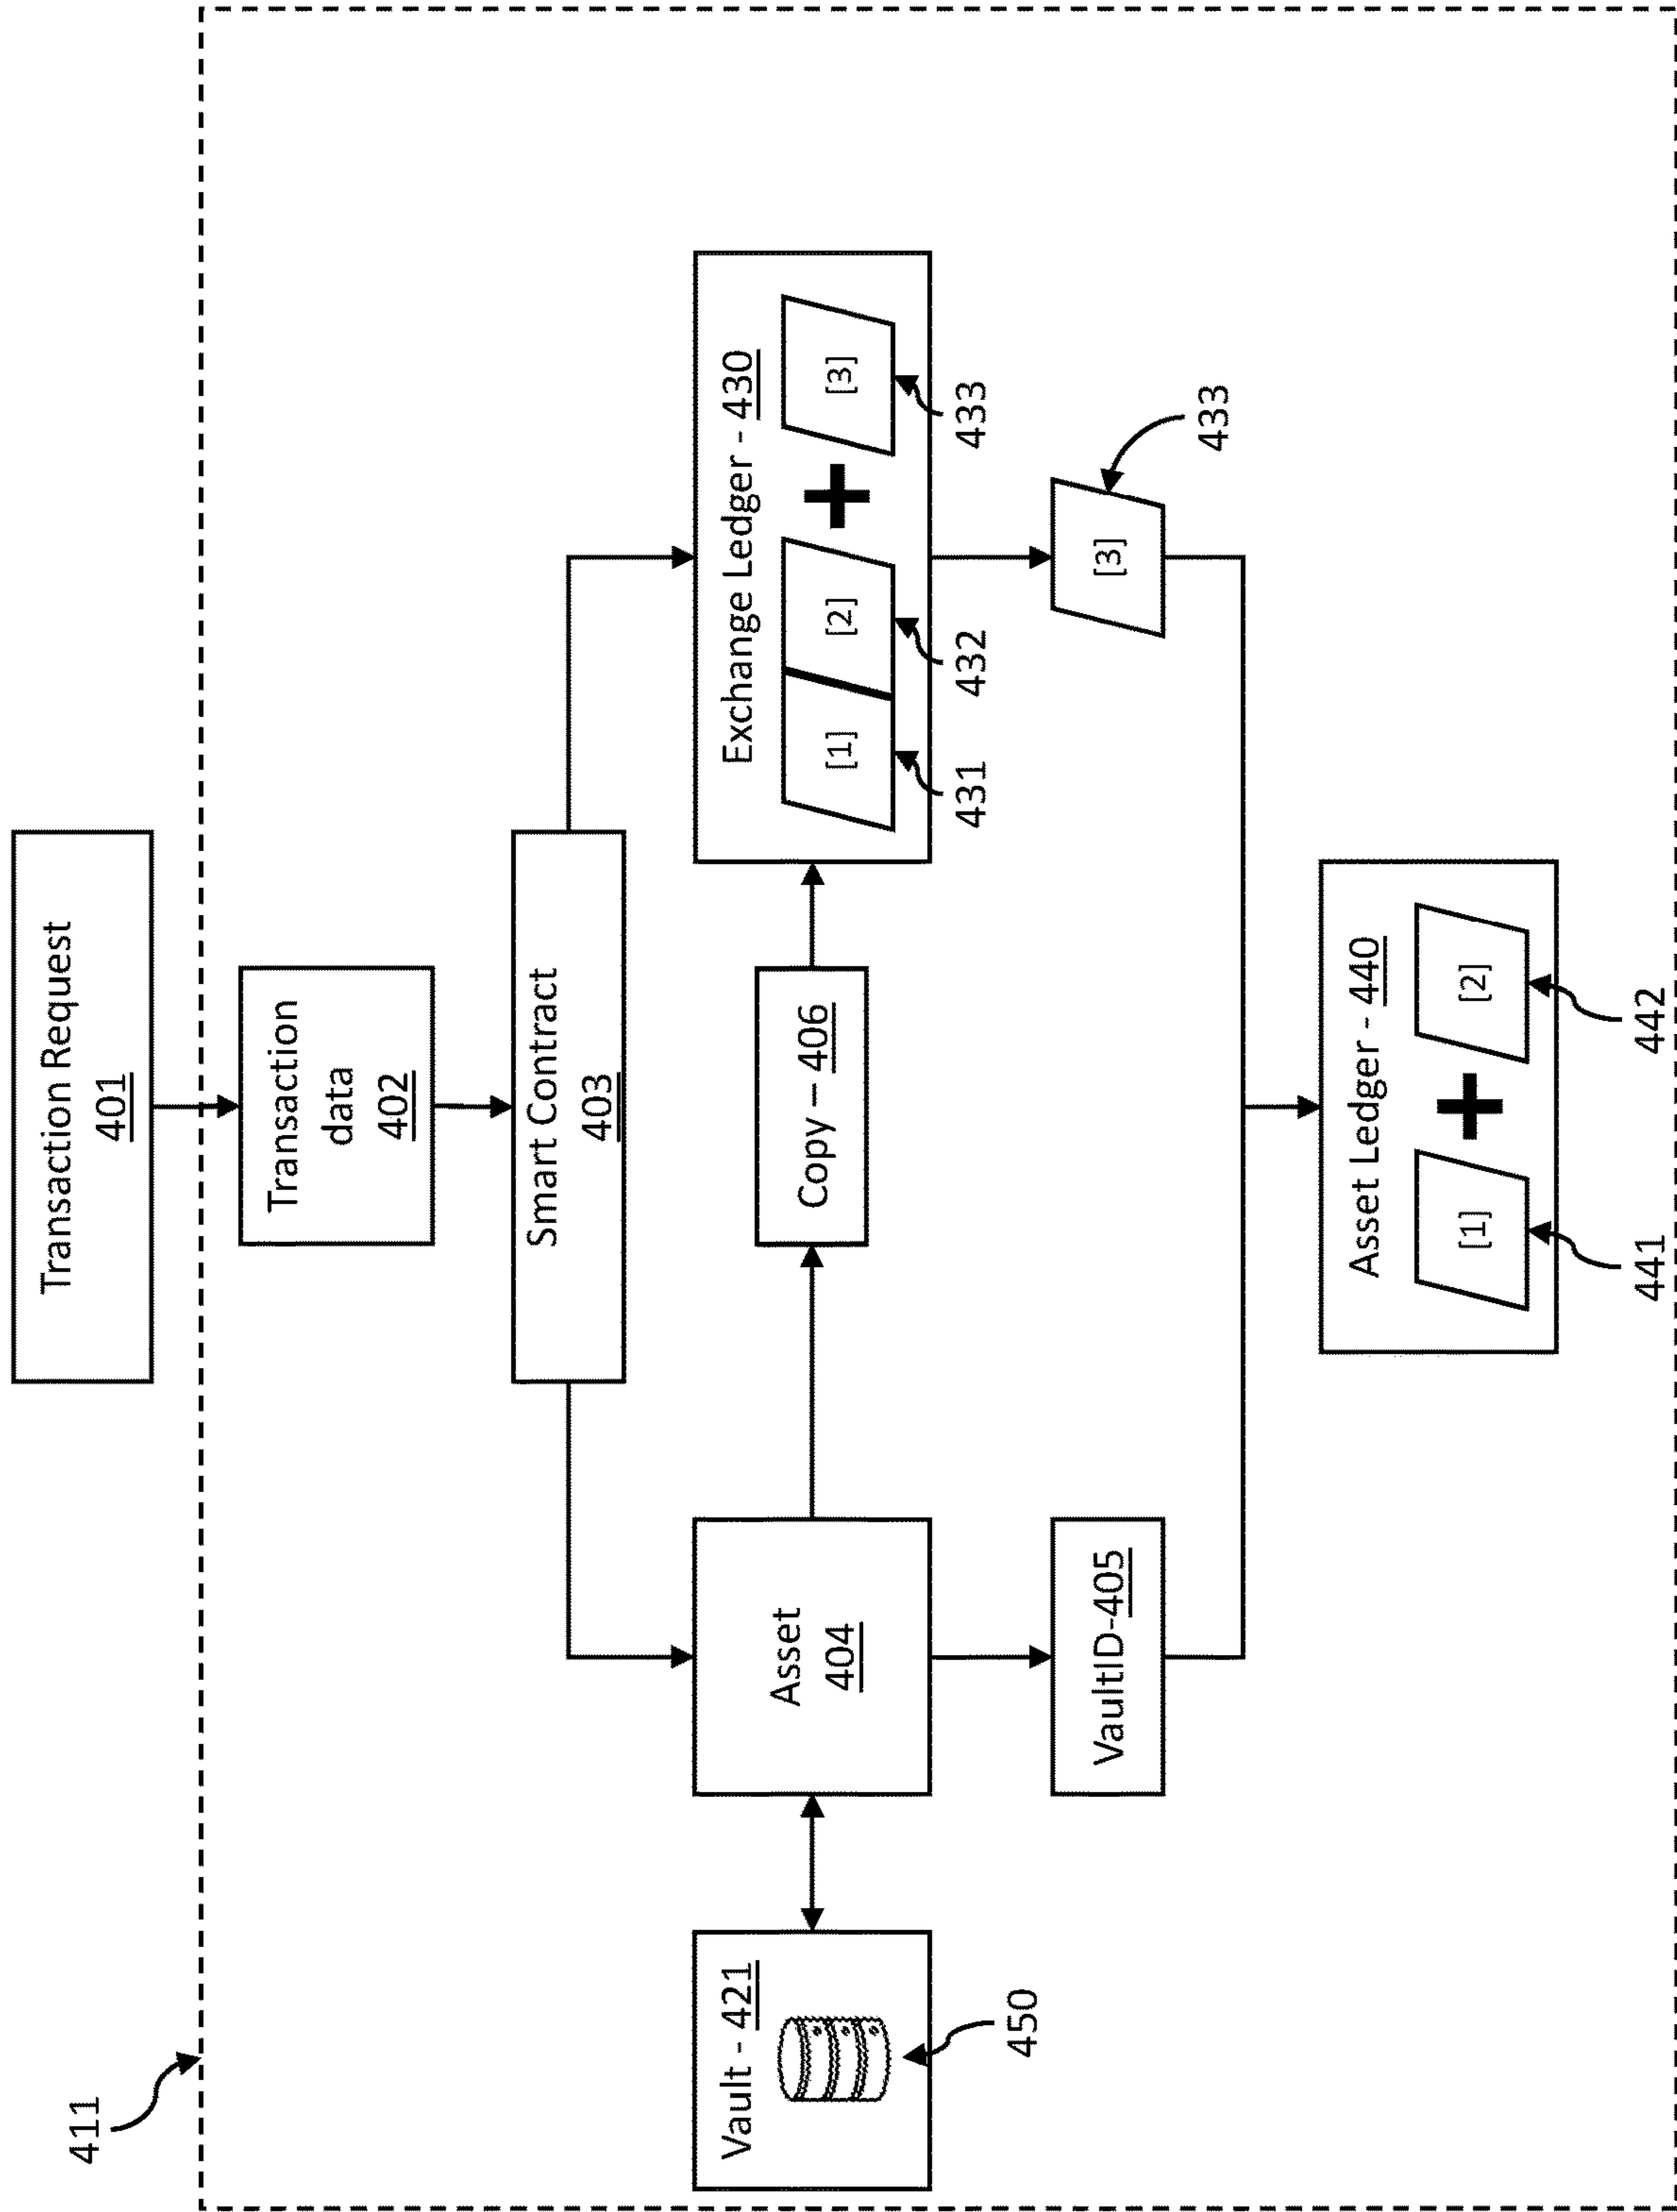 411
Transaction Request
401
Transaction
data
402
Smart Contract
403
Vault - 421
450
Asset
404
Copy – 406
Exchange Ledger - 430
[1]
[2]
[3]
431
432
433
VaultID-405
[3]
433
Asset Ledger - 440
[1]
[2]
441
442